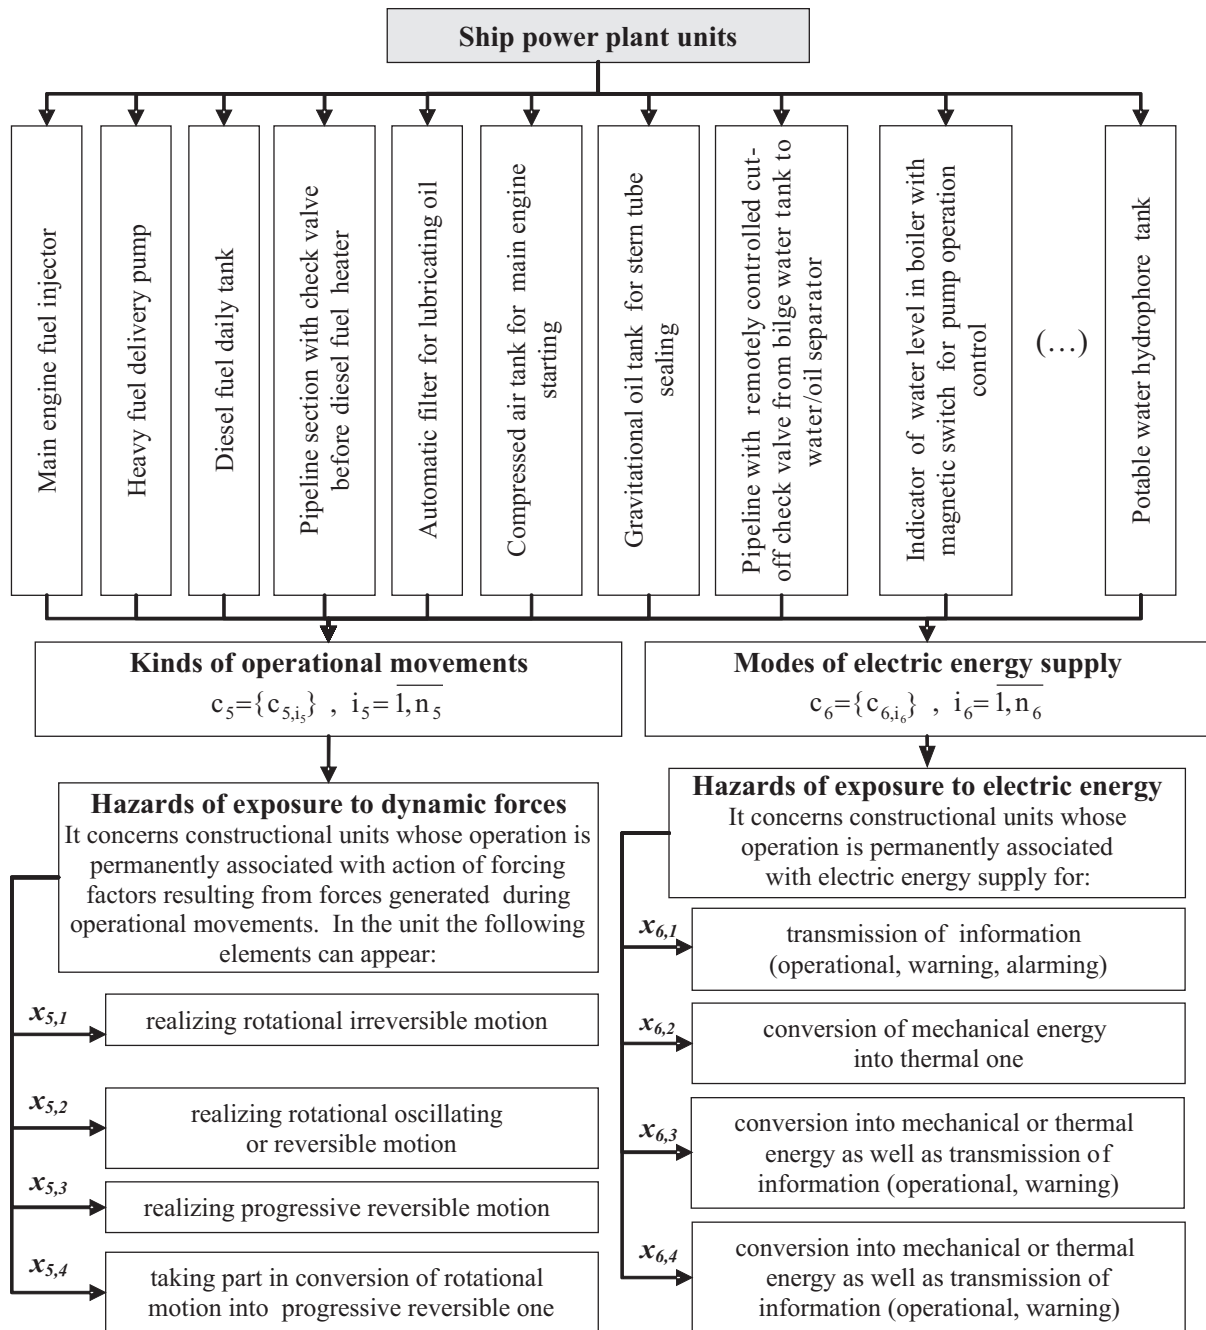 Ship power plant units
Main engine fuel injector
Heavy fuel delivery pump
Diesel fuel daily tank
Pipeline section with check valve
before diesel fuel heater
Automatic filter for lubricating oil
Compressed air tank for main engine
starting
Gravitational oil tank for stern tube
sealing
Pipeline with remotely controlled cut-
off check valve from bilge water tank to
water/oil separator
Indicator of water level in boiler with
magnetic switch for pump operation
control
(…)
Potable water hydrophore tank
Kinds of operational movements
c₅={c₅,ᵢ₅} , i₅=1,n₅
Modes of electric energy supply
c₆={c₆,ᵢ₆} , i₆=1,n₆
Hazards of exposure to dynamic forces
It concerns constructional units whose operation is
permanently associated with action of forcing
factors resulting from forces generated during
operational movements. In the unit the following
elements can appear:
x5,1
realizing rotational irreversible motion
x5,2
realizing rotational oscillating
or reversible motion
x5,3
realizing progressive reversible motion
x5,4
taking part in conversion of rotational
motion into progressive reversible one
Hazards of exposure to electric energy
It concerns constructional units whose
operation is permanently associated
with electric energy supply for:
x6,1
transmission of information
(operational, warning, alarming)
x6,2
conversion of mechanical energy
into thermal one
x6,3
conversion into mechanical or thermal
energy as well as transmission of
information (operational, warning)
x6,4
conversion into mechanical or thermal
energy as well as transmission of
information (operational, warning)